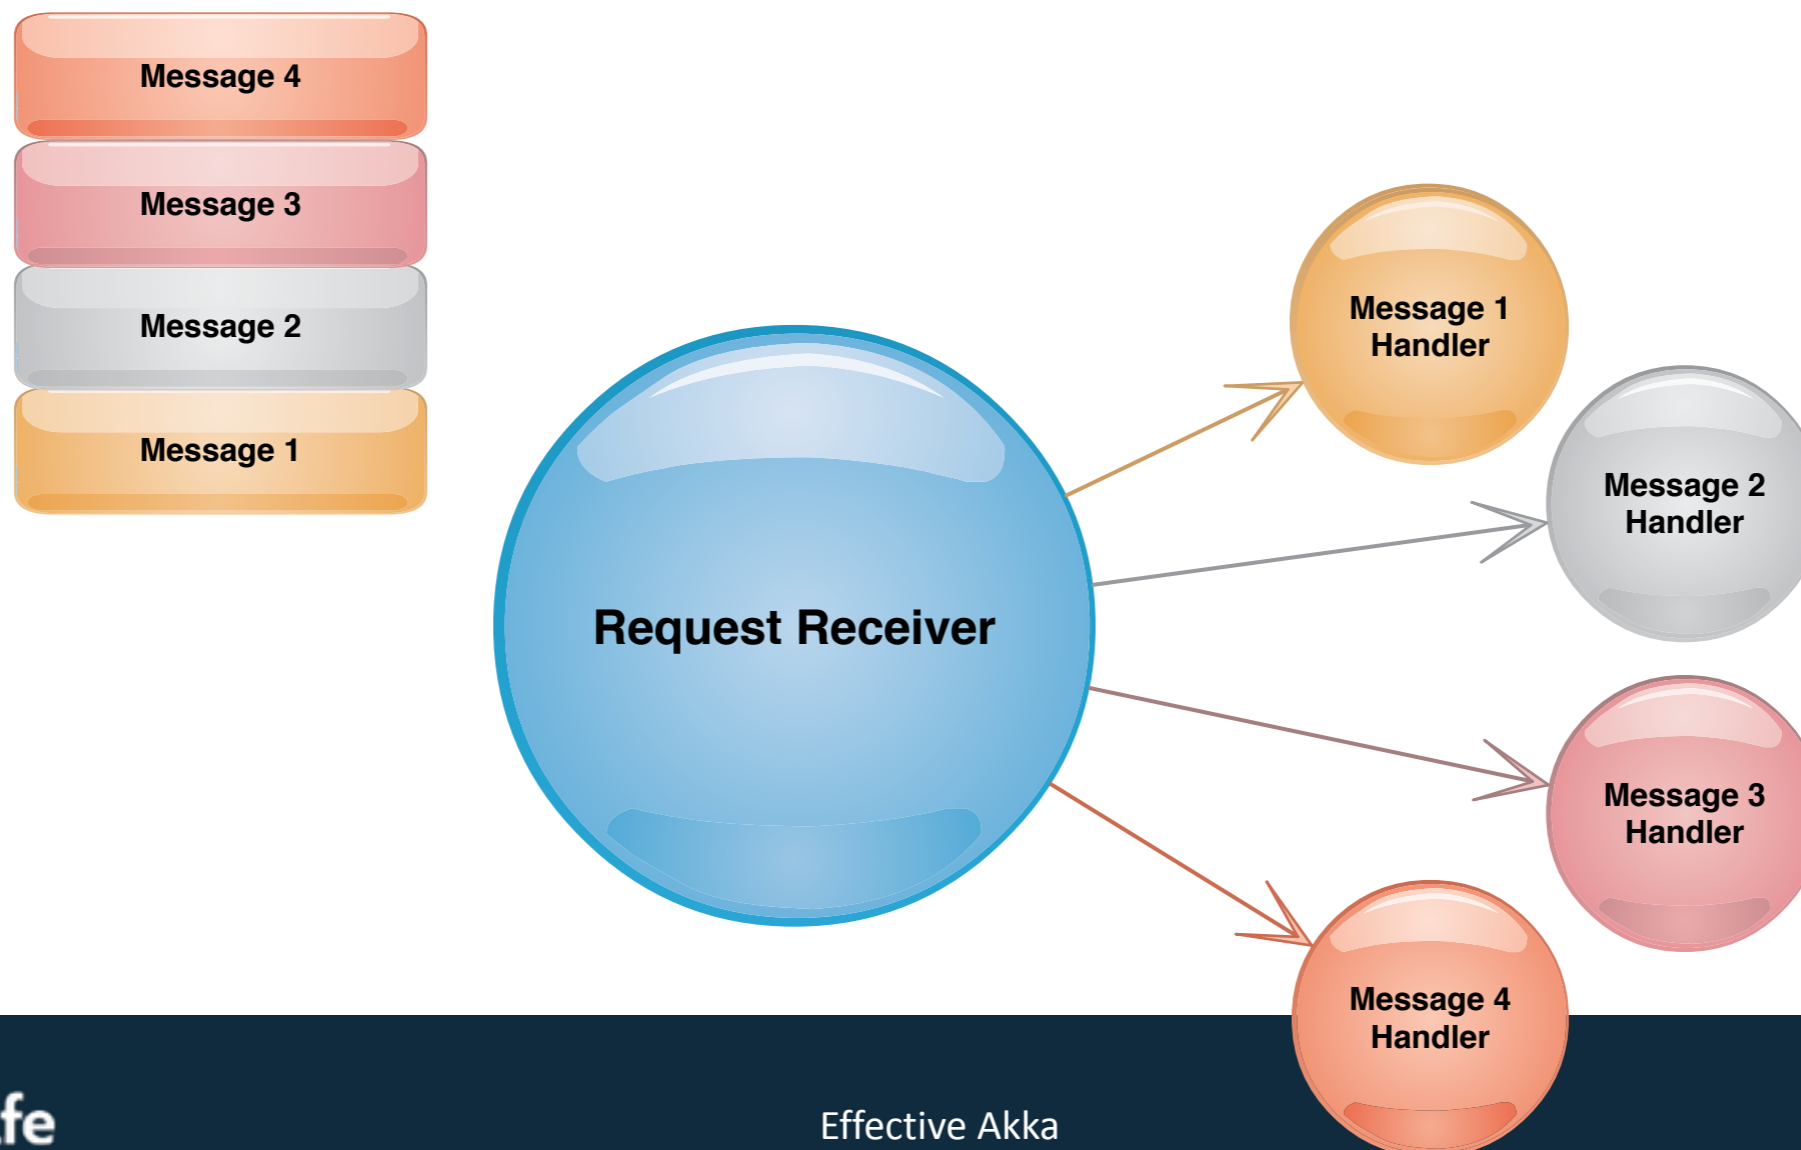 Message 4
Message 3
Message 2
Message 1
Request Receiver
Message 1
Handler
Message 2
Handler
Message 3
Handler
Message 4
Handler
fe
Effective Akka